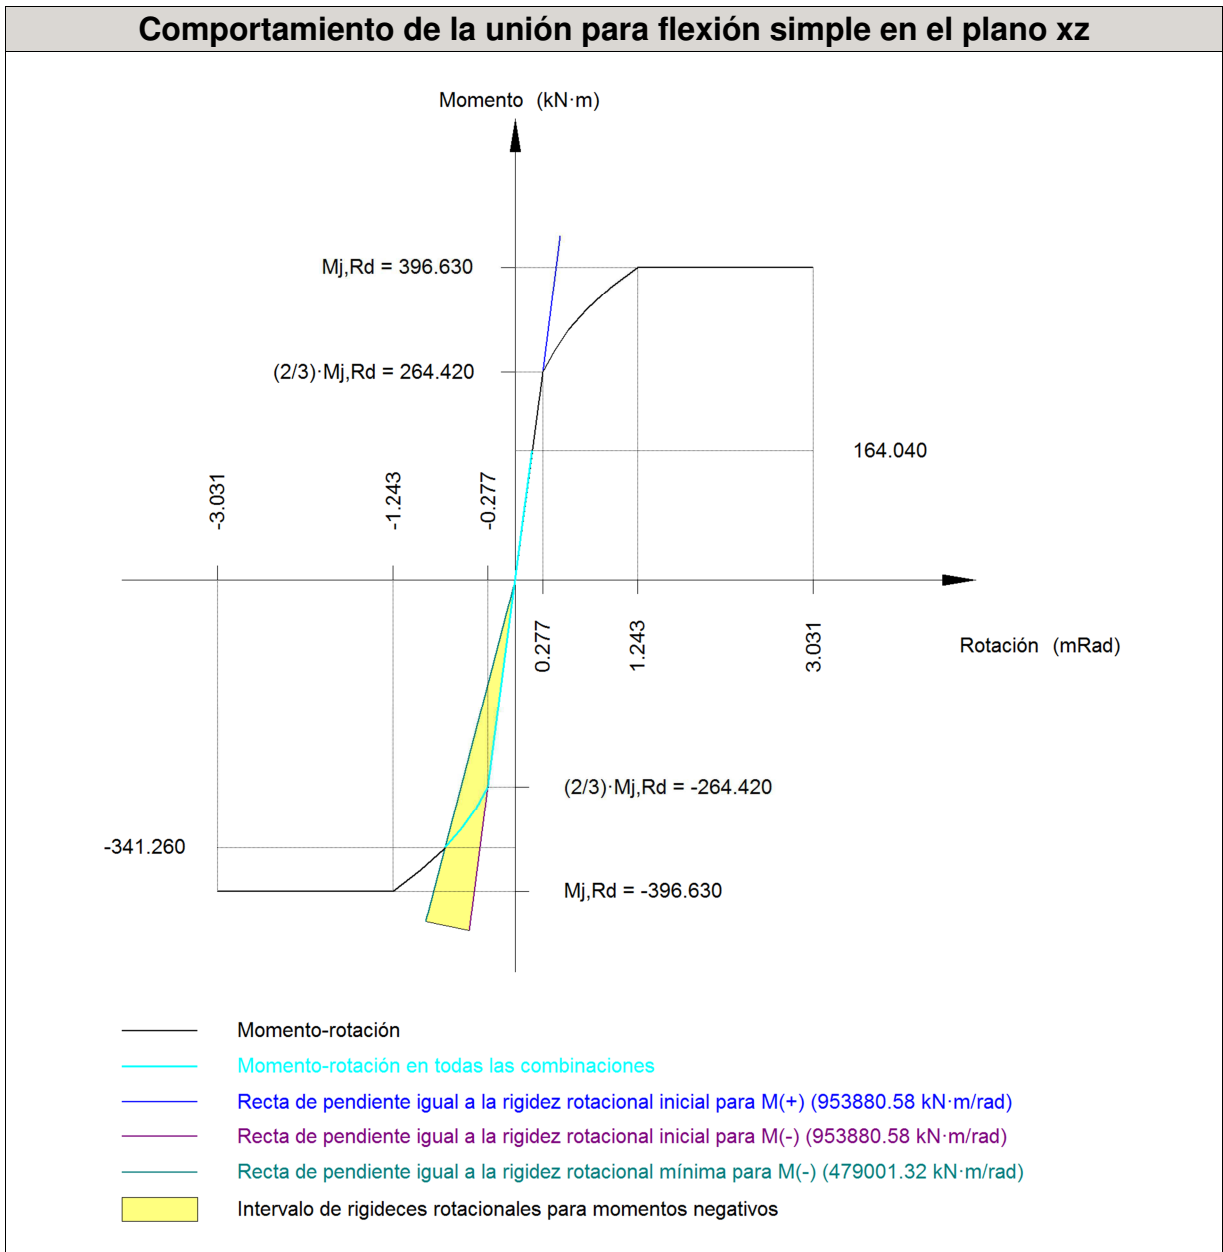 Comportamiento de la unión para flexión simple en el plano xz
Momento (kN·m)
Mj,Rd = 396.630
(2/3)·Mj,Rd = 264.420
164.040
-3.031
-1.243
-0.277
0.277
1.243
3.031
Rotación (mRad)
(2/3)·Mj,Rd = -264.420
-341.260
Mj,Rd = -396.630
Momento-rotación
Momento-rotación en todas las combinaciones
Recta de pendiente igual a la rigidez rotacional inicial para M(+) (953880.58 kN·m/rad)
Recta de pendiente igual a la rigidez rotacional inicial para M(-) (953880.58 kN·m/rad)
Recta de pendiente igual a la rigidez rotacional mínima para M(-) (479001.32 kN·m/rad)
Intervalo de rigideces rotacionales para momentos negativos